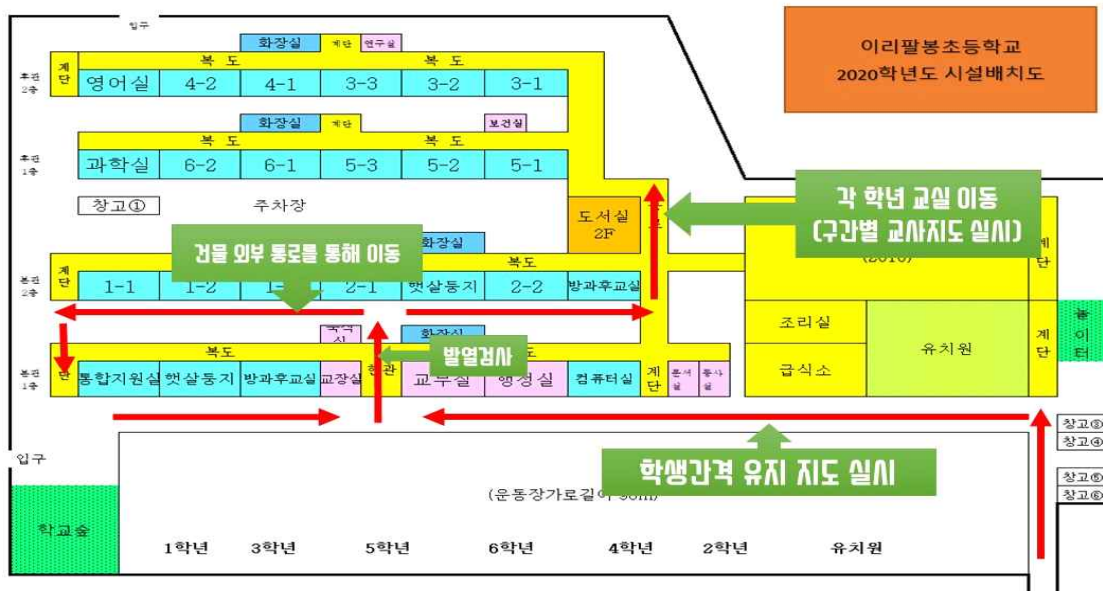 입구
이리팔봉초등학교
2020학년도 시설배치도
화장실 계단 연구실
복도 복도
후관 2층
계단 영어실 4-2 4-1 3-3 3-2 3-1
화장실 계단 보건실
복도 복도
후관 1층
과학실 6-2 6-1 5-3 5-2 5-1
창고① 주차장
도서실
2F
각 학년 교실 이동
(구간별 교사지도 실시)
계단
건물 외부 통로를 통해 이동
화장실
복도
본관 2층
계단 1-1 1-2 2-1 햇살둥지 2-2 방과후교실
조리실
급식소
유치원
계단
놀이터
화장실
발열검사
복도
본관 1층
통합지원실 햇살둥지 방과후교실 교장실 현관 교무실 행정실 컴퓨터실 계단
창고③
창고④
창고⑤
창고⑥
입구
학생간격 유지 지도 실시
(운동장가로길이
학교숲
1학년 3학년 5학년 6학년 4학년 2학년 유치원